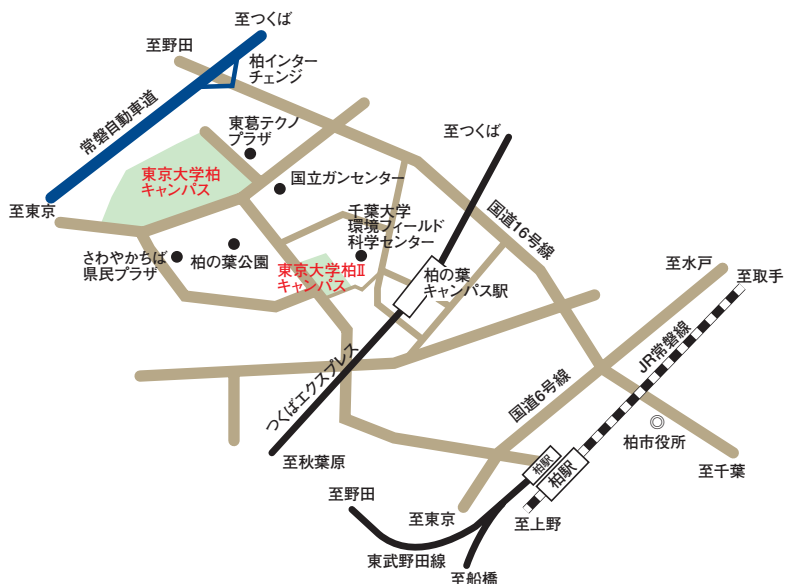 至つくば
至野田
柏インター
チェンジ
常磐自動車道
東葛テクノ
プラザ
至つくば
東京大学柏
キャンパス
国立ガンセンター
至東京
千葉大学
環境フィールド
科学センター
国道16号線
さわやかちば
県民プラザ
柏の葉公園
東京大学柏Ⅱ
キャンパス
柏の葉
キャンパス駅
至水戸
至取手
JR常磐線
つくばエクスプレス
国道6号線
柏市役所
至秋葉原
柏駅
柏駅
至千葉
至野田
至東京
至上野
東武野田線
至船橋